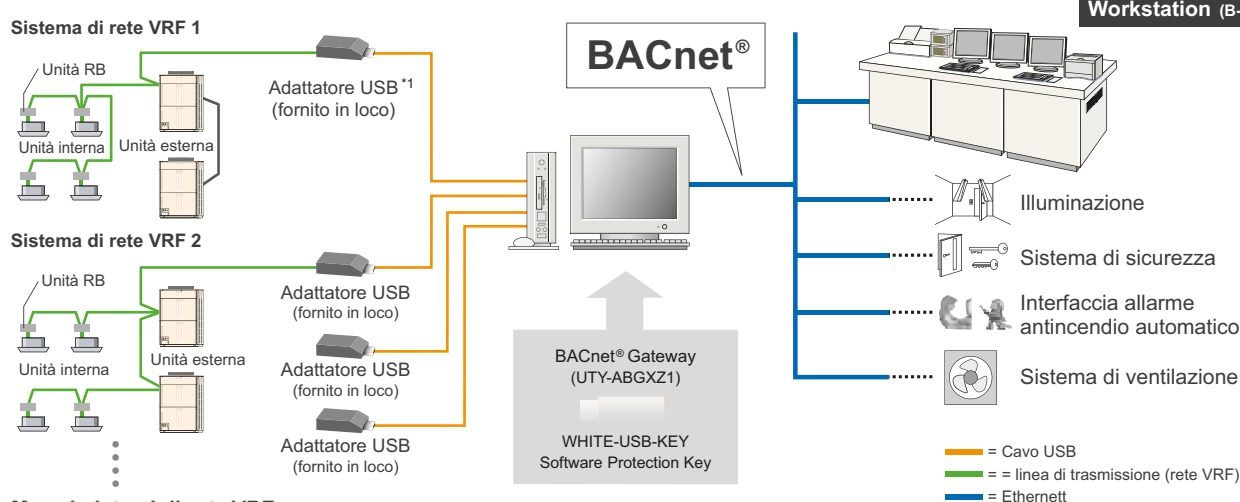 Workstation (B-
Sistema di rete VRF 1
BACnet®
Unità RB
Adattatore USB *1
(fornito in loco)
Unità interna
Unità esterna
Illuminazione
Sistema di rete VRF 2
Sistema di sicurezza
Unità RB
Adattatore USB
(fornito in loco)
Interfaccia allarme
antincendio automatico
Unità interna
Unità esterna
Adattatore USB
(fornito in loco)
BACnet® Gateway
(UTY-ABGXZ1)
Sistema di ventilazione
Adattatore USB
(fornito in loco)
WHITE-USB-KEY
Software Protection Key
= Cavo USB
= = linea di trasmissione (rete VRF)
= Ethernett